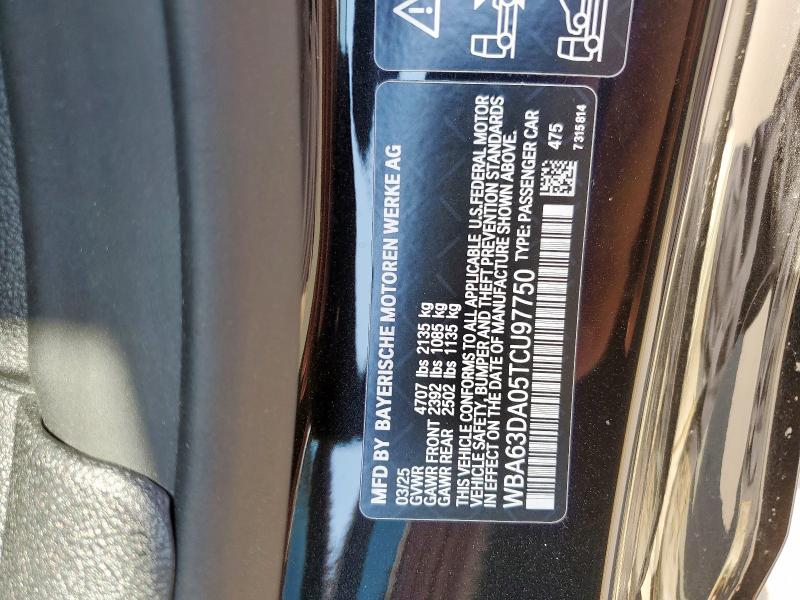 MFD BY BAYERISCHE MOTOREN WERKE AG
03/25
GVWR 4707 lbs 2135 kg
GAWR FRONT 2392 lbs 1085 kg
GAWR REAR 2502 lbs 1135 kg
THIS VEHICLE CONFORMS TO ALL APPLICABLE U.S.FEDERAL MOTOR
VEHICLE SAFETY, BUMPER AND THEFT PREVENTION STANDARDS
IN EFFECT ON THE DATE OF MANUFACTURE SHOWN ABOVE.
WBA63DA05TCU97750 TYPE: PASSENGER CAR
475
7 315 814